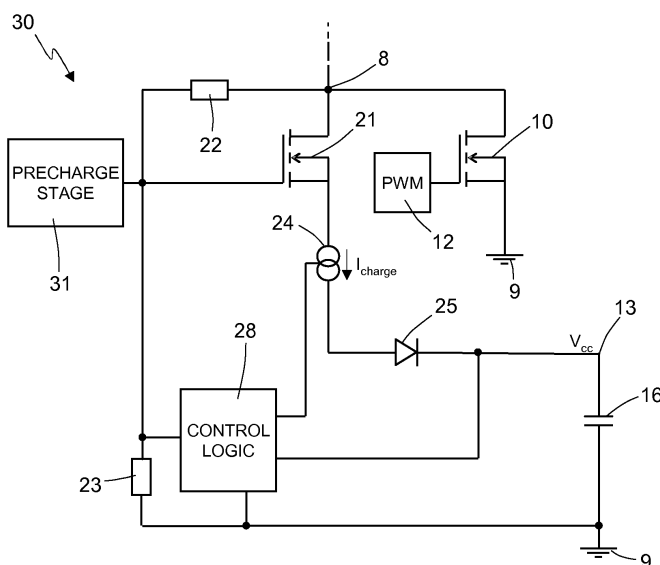 30
8
22
21
10
PRECHARGE
STAGE
PWM
31
24
12
I charge
9
25
13
28
Vcc
16
CONTROL
LOGIC
23
9